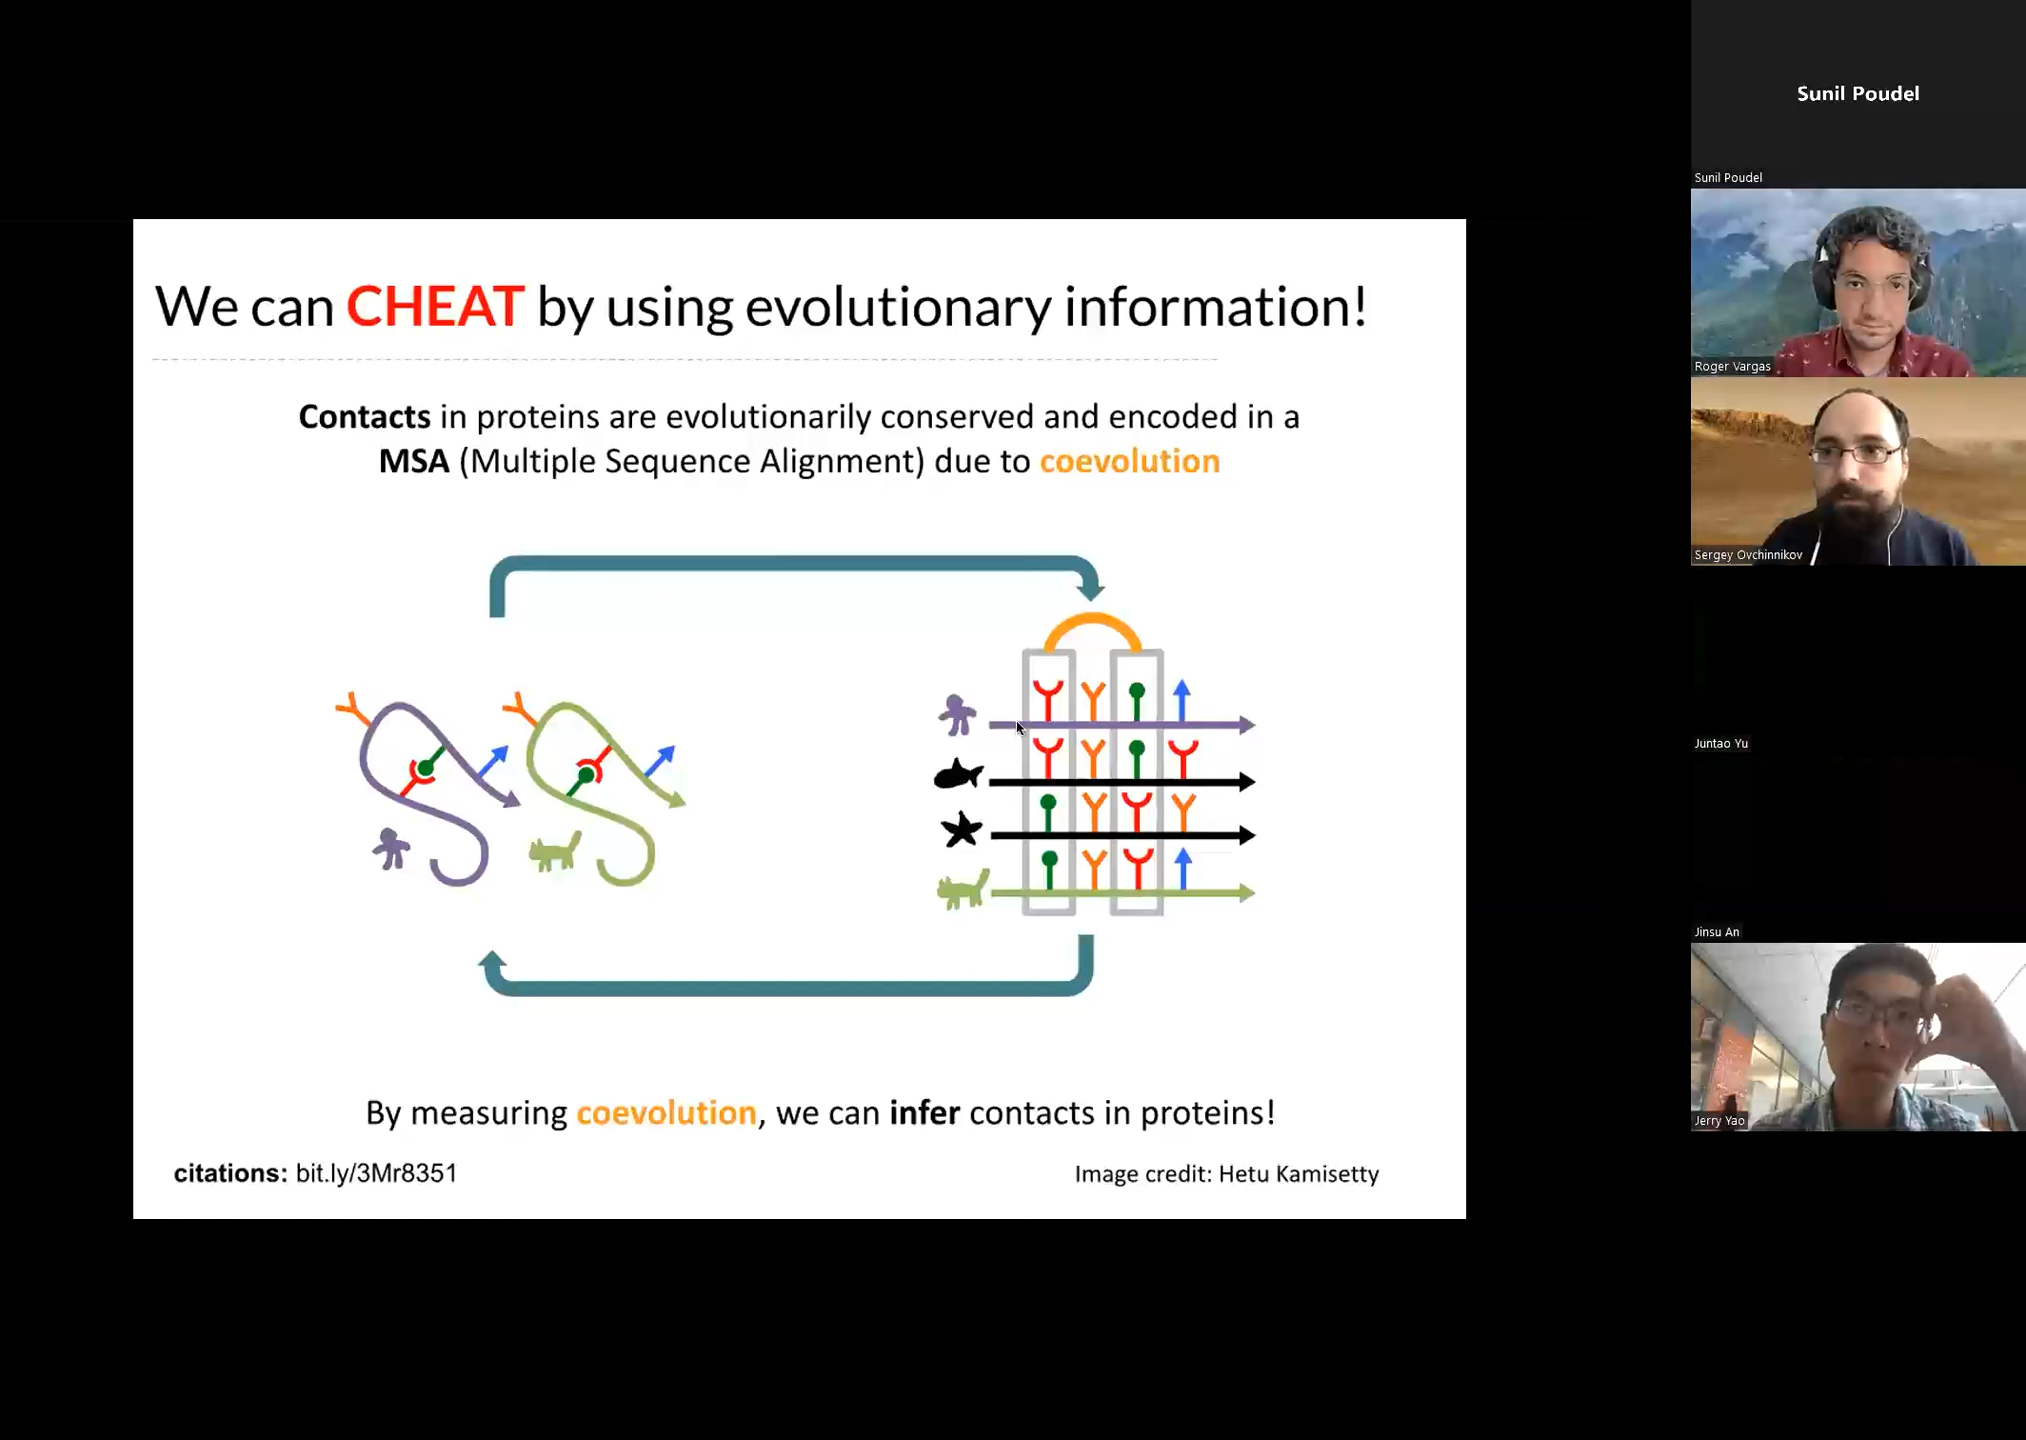 We can CHEAT by using evolutionary information!
Contacts in proteins are evolutionarily conserved and encoded in a
MSA (Multiple Sequence Alignment) due to coevolution
By measuring coevolution, we can infer contacts in proteins!
citations: bit.ly/3Mr8351
Image credit: Hetu Kamisetty
Sunil Poudel
Sunil Poudel
Roger Vargas
Sergey Ovchinnikov
Juntao Yu
Jinsu An
Jerry Yao